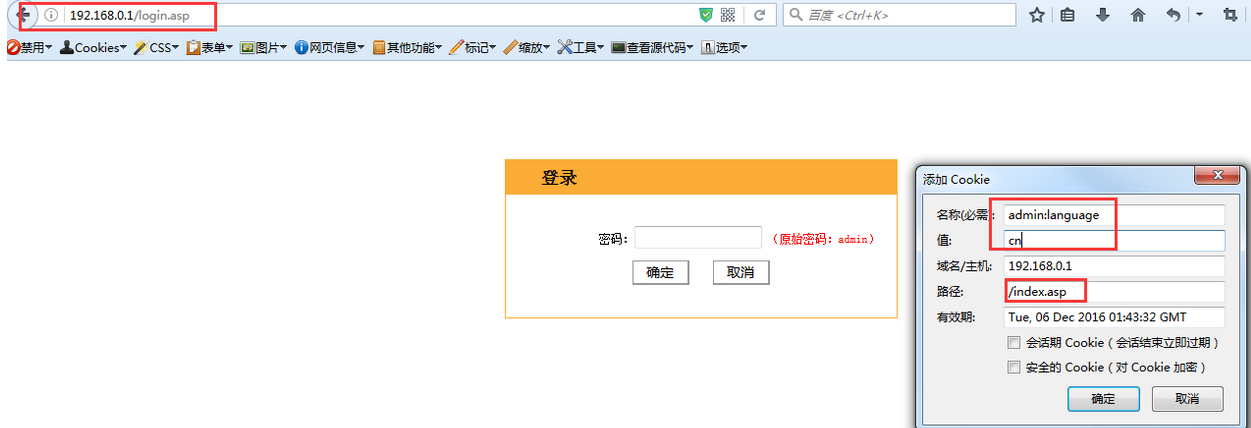 192.168.0.1/login.asp
百度 <Ctrl+K>
禁用 Cookies CSS 表单 图片 网页信息 其他功能 标记 缩放 工具 查看源代码 选项
登录
密码: (原始密码: admin)
确定 取消
添加 Cookie
名称(必需): admin:language
值: cn
域名/主机: 192.168.0.1
路径: /index.asp
有效期: Tue, 06 Dec 2016 01:43:32 GMT
会话期 Cookie (会话结束立即过期)
安全的 Cookie (对 Cookie 加密)
确定 取消